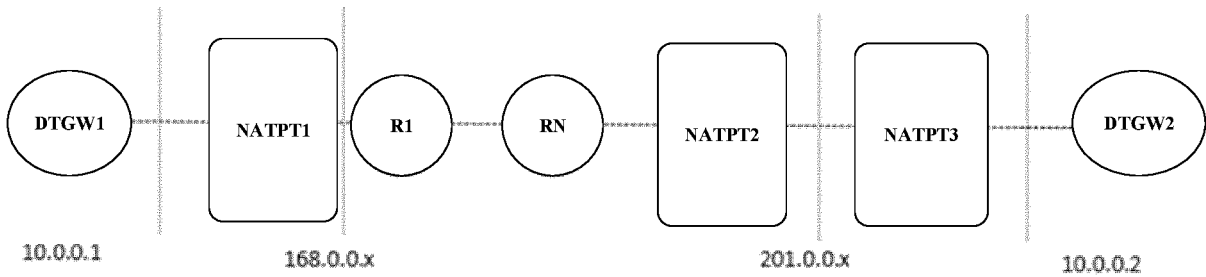 DTGW1
NATPT1
R1
RN
NATPT2
NATPT3
DTGW2
10.0.0.1
168.0.0.x
201.0.0.x
10.0.0.2